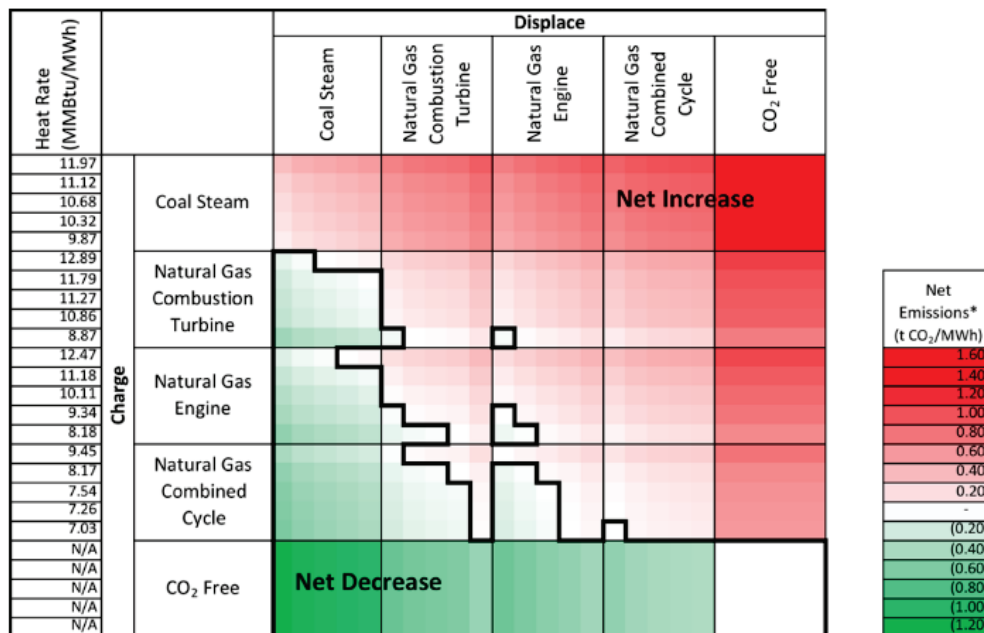 Displace
Heat Rate
(MMBtu/MWh)
Coal Steam
Natural Gas
Combustion
Turbine
Natural Gas
Engine
Natural Gas
Combined
Cycle
CO₂ Free
Charge
11.97
11.12
10.68
10.32
9.87
Coal Steam
Net Increase
12.89
11.79
11.27
10.86
8.87
Natural Gas
Combustion
Turbine
12.47
11.18
10.11
9.34
8.18
Natural Gas
Engine
9.45
8.17
7.54
7.26
7.03
Natural Gas
Combined
Cycle
N/A
N/A
N/A
N/A
N/A
CO₂ Free
Net Decrease
Net
Emissions*
(t CO₂/MWh)
1.60
1.40
1.20
1.00
0.80
0.60
0.40
0.20
-
(0.20
(0.40
(0.60
(0.80
(1.00
(1.20